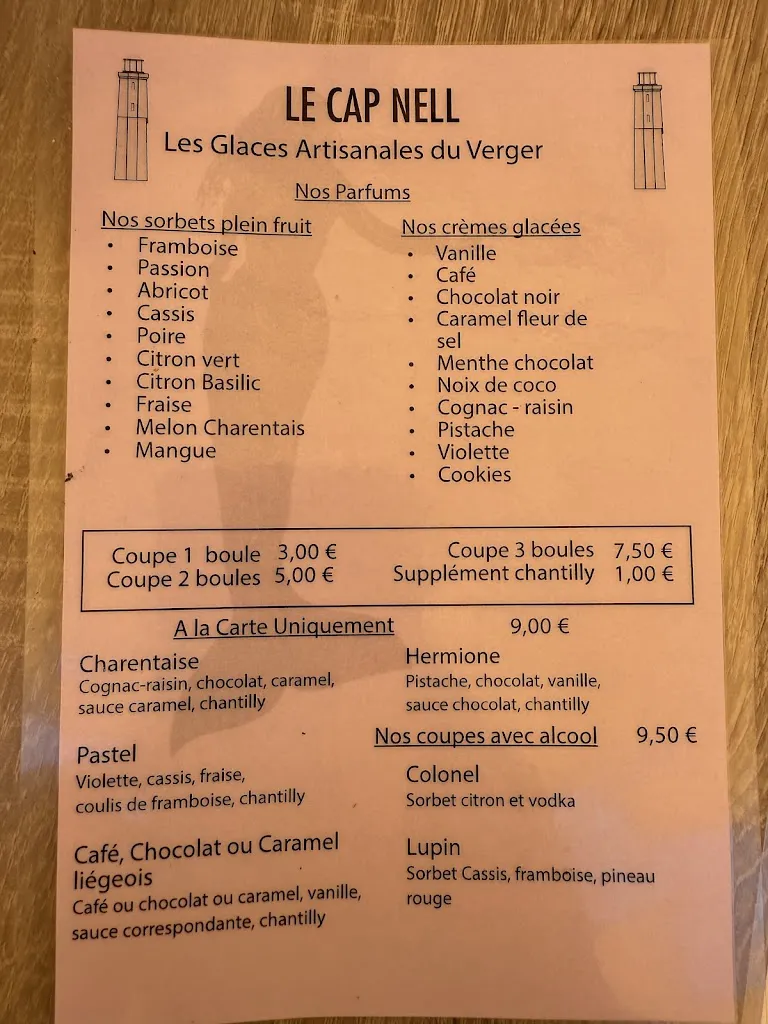 LE CAP NELL
Les Glaces Artisanales du Verger
Nos Parfums
Nos sorbets plein fruit
• Framboise
• Passion
• Abricot
• Cassis
• Poire
• Citron vert
• Citron Basilic
• Fraise
• Melon Charentais
• Mangue
Nos crèmes glacées
• Vanille
• Café
• Chocolat noir
• Caramel fleur de
sel
• Menthe chocolat
• Noix de coco
• Cognac - raisin
• Pistache
• Violette
• Cookies
Coupe 1 boule 3,00 €
Coupe 2 boules 5,00 €
Coupe 3 boules 7,50 €
Supplément chantilly 1,00 €
A la Carte Uniquement 9,00 €
Charentaise
Cognac-raisin, chocolat, caramel,
sauce caramel, chantilly
Pastel
Violette, cassis, fraise,
coulis de framboise, chantilly
Café, Chocolat ou Caramel
liégeois
Café ou chocolat ou caramel, vanille,
sauce correspondante, chantilly
Hermione
Pistache, chocolat, vanille,
sauce chocolat, chantilly
Nos coupes avec alcool 9,50 €
Colonel
Sorbet citron et vodka
Lupin
Sorbet Cassis, framboise, pineau
rouge